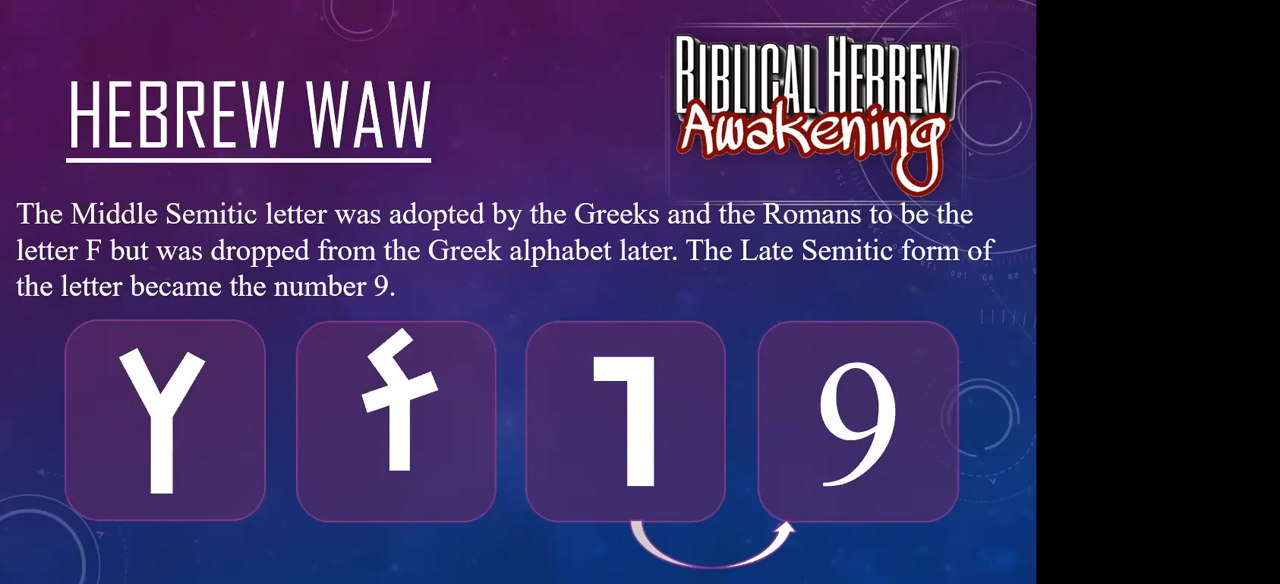 BIBLICAL HEBREW
Awakening
HEBREW WAW
The Middle Semitic letter was adopted by the Greeks and the Romans to be the
letter F but was dropped from the Greek alphabet later. The Late Semitic form of
the letter became the number 9.
Y 𐤅 ו 9